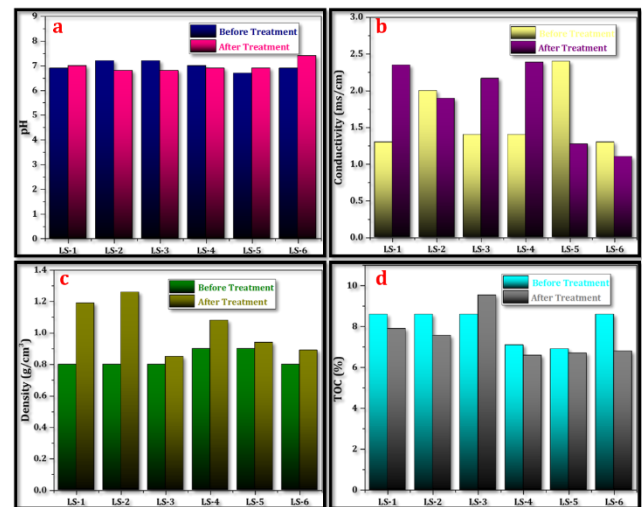 a
Before Treatment
After Treatment
pH
9
8
7
6
5
4
3
2
1
0
LS-1 LS-2 LS-3 LS-4 LS-5 LS-6
b
Before Treatment
After Treatment
Conductivity (ms/cm)
3.0
2.5
2.0
1.5
1.0
0.5
0.0
LS-1 LS-2 LS-3 LS-4 LS-5 LS-6
c
Before Treatment
After Treatment
Density (g/cm³)
1.4
1.2
1.0
0.8
0.6
0.4
0.2
0.0
LS-1 LS-2 LS-3 LS-4 LS-5 LS-6
d
Before Treatment
After Treatment
TOC (%)
10
8
6
4
2
0
LS-1 LS-2 LS-3 LS-4 LS-5 LS-6